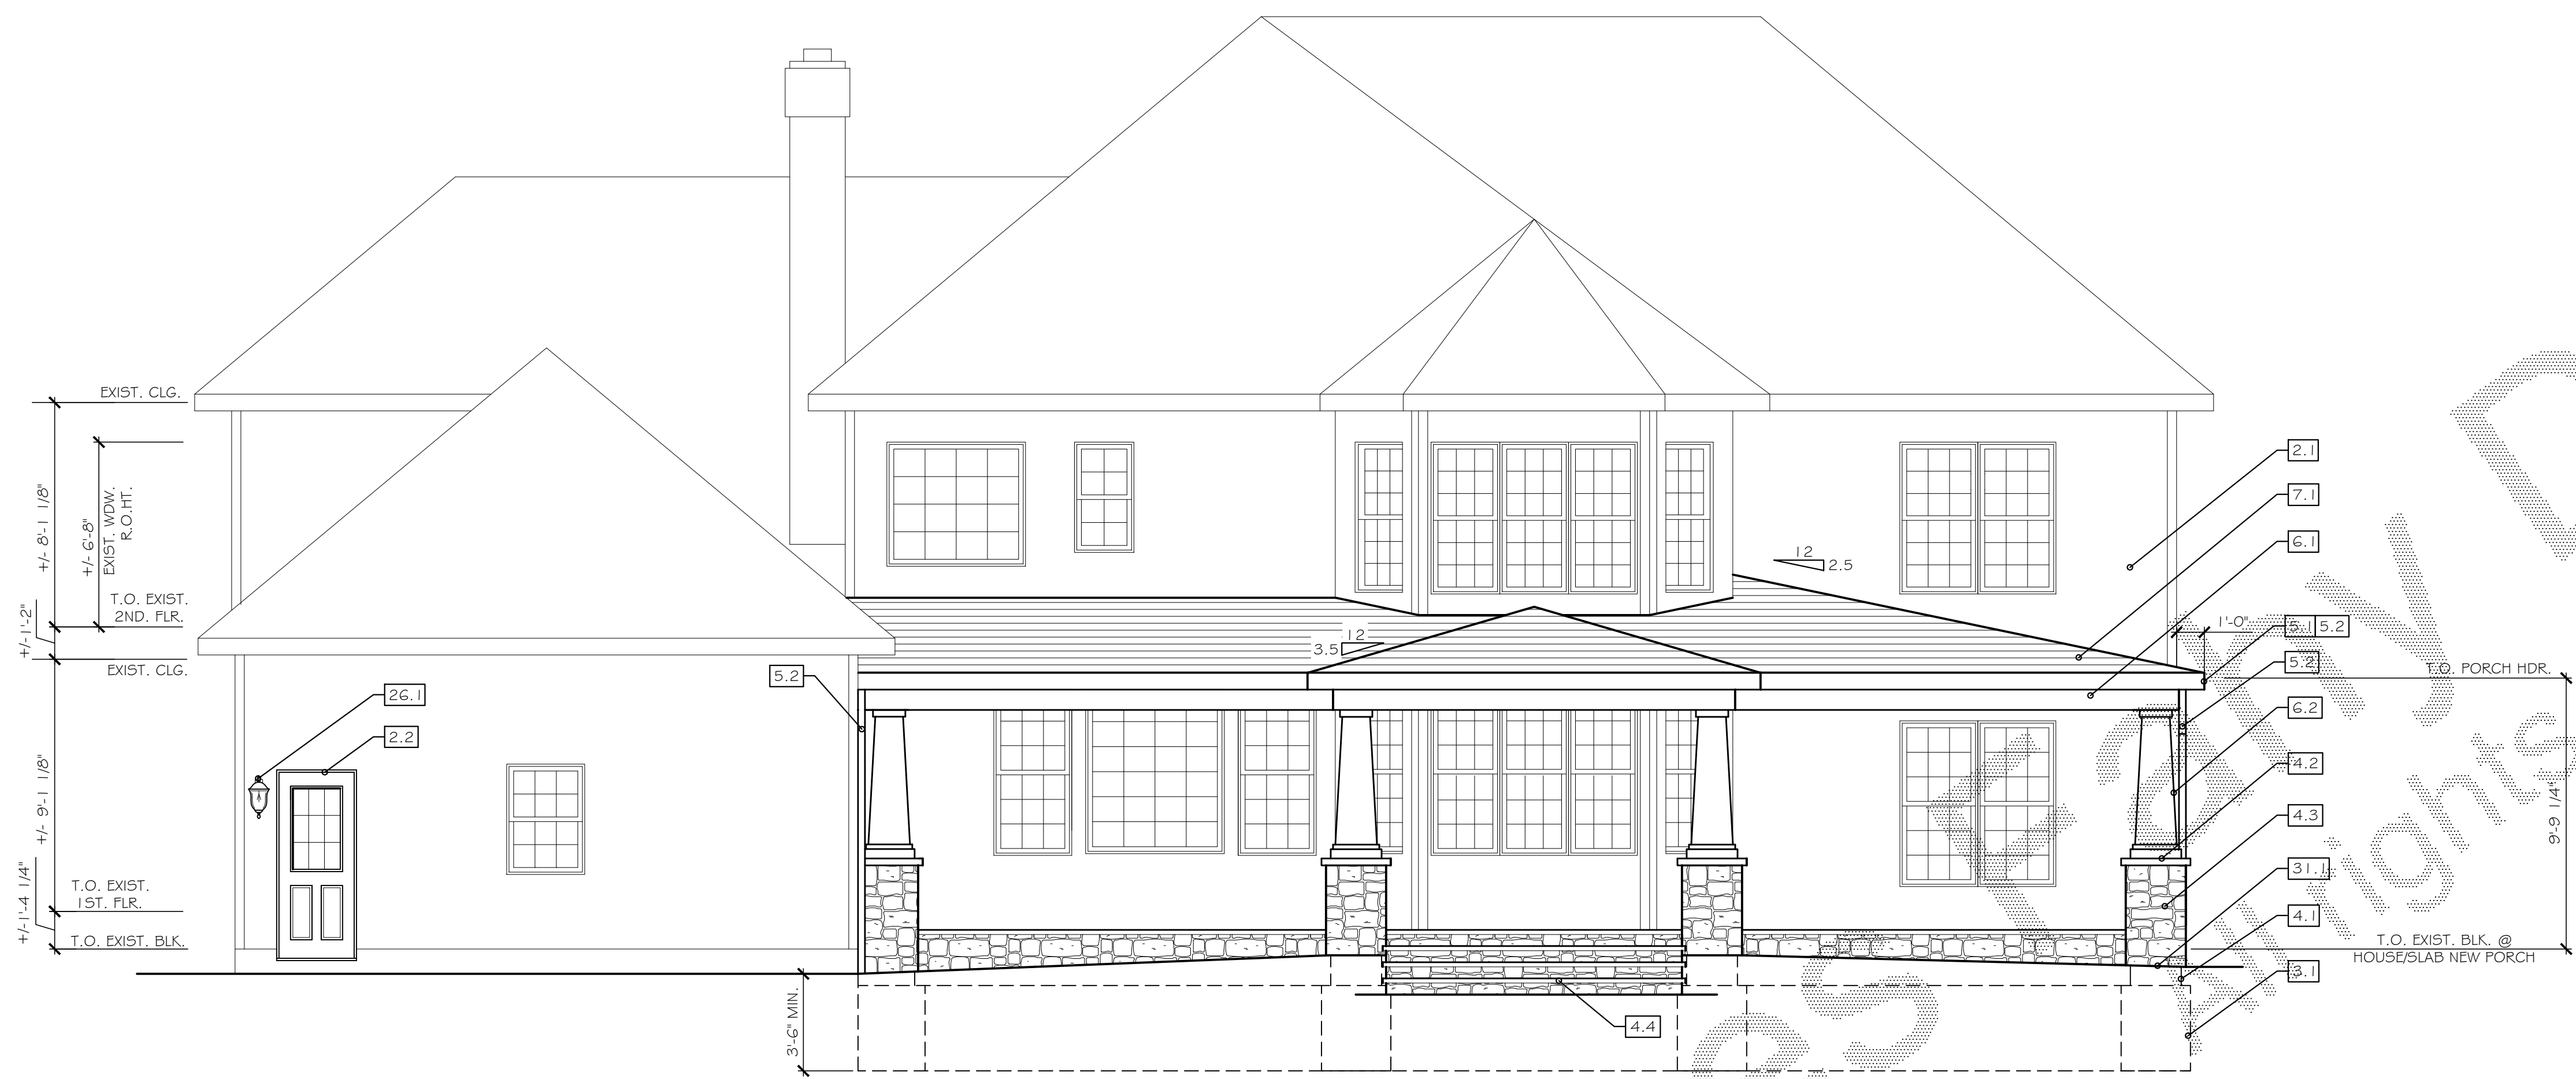 EXIST. CLG.
+/- 8'-1 1/8"
+/- 6'-8"
EXIST. WDW.
R.O.HT.
T.O. EXIST.
2ND. FLR.
+/-1'-2"
EXIST. CLG.
+/- 9'-1 1/8"
T.O. EXIST.
1ST. FLR.
+/-1'-4 1/4"
T.O. EXIST. BLK.
26.1
2.2
5.2
3'-6" MIN.
12
3.5
12
2.5
4.4
2.1
7.1
6.1
1'-0"
5.1 5.2
5.2
T.O. PORCH HDR.
6.2
4.2
4.3
31.1
4.1
3.1
9'-9 1/4"
T.O. EXIST. BLK. @
HOUSE/SLAB NEW PORCH